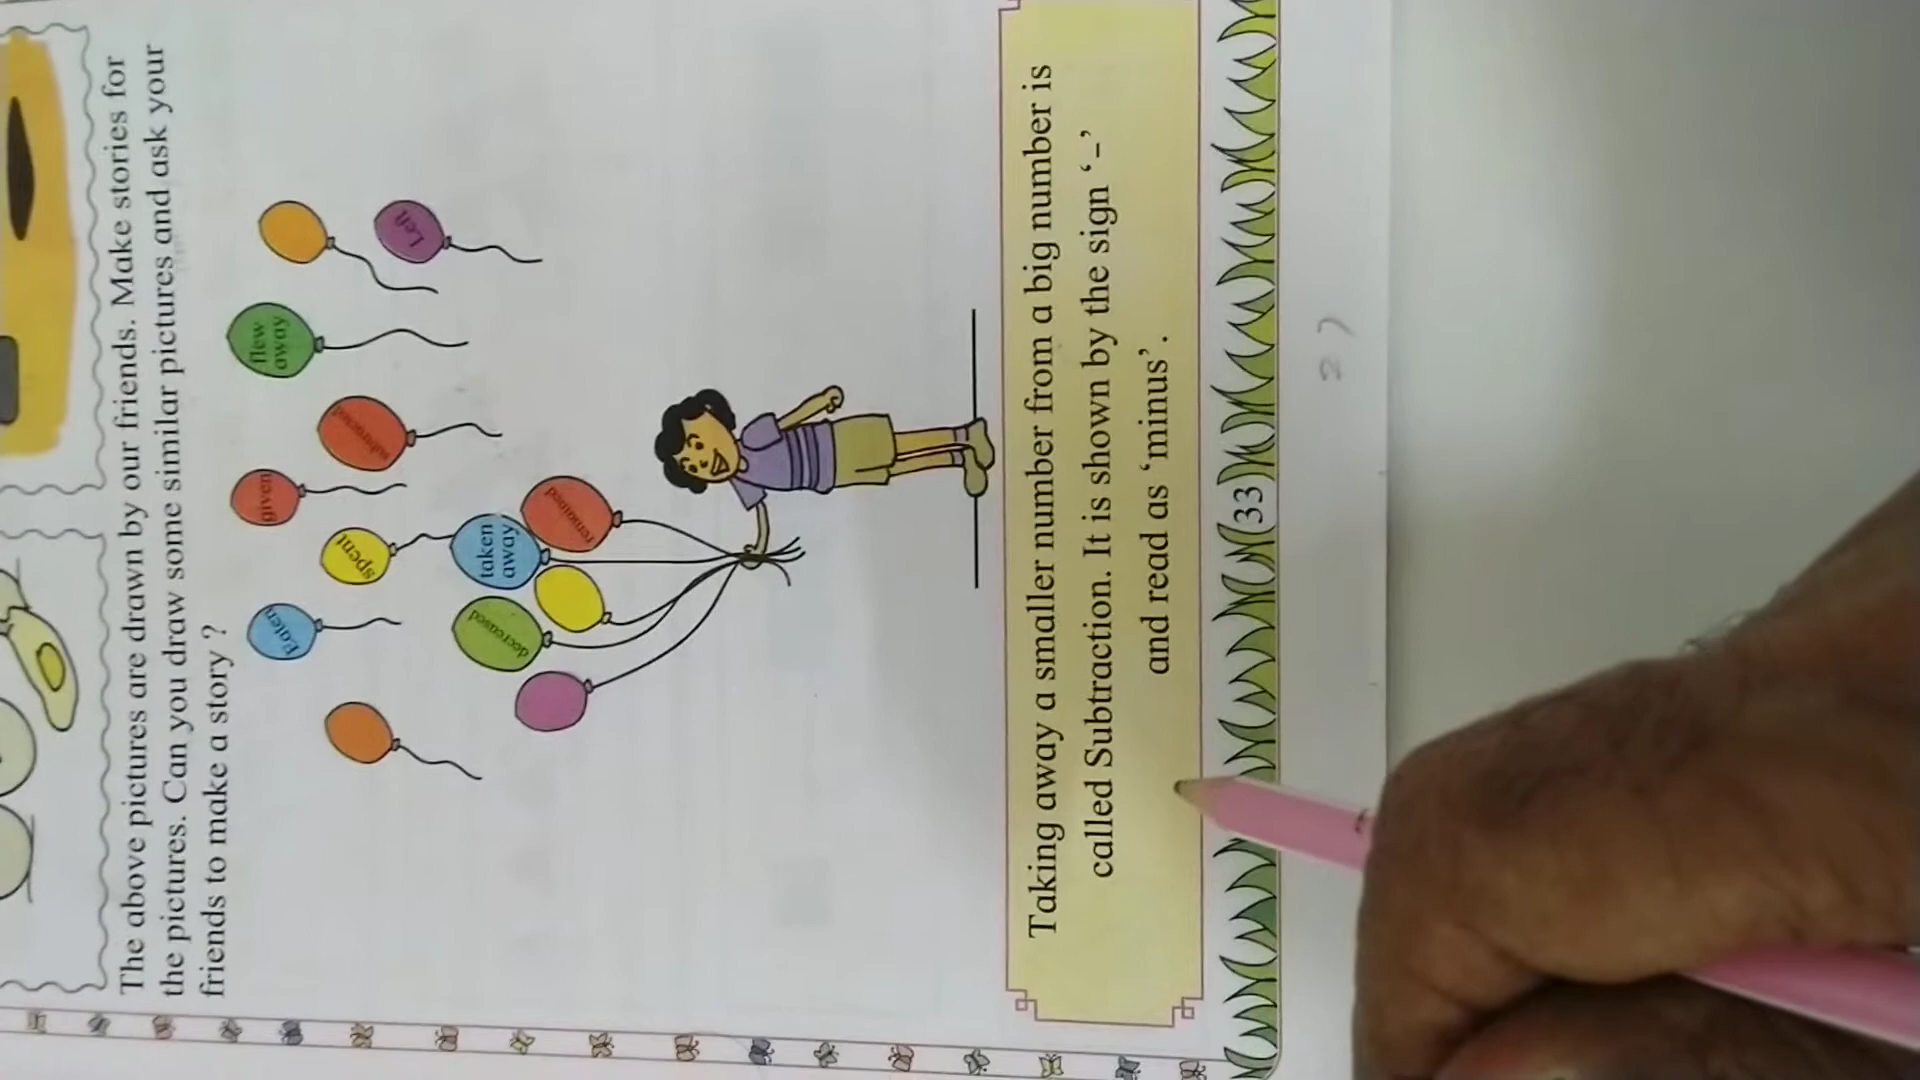 The above pictures are drawn by our friends. Make stories for
the pictures. Can you draw some similar pictures and ask your
friends to make a story ?
Left
flew
away
subtracted
given
spent
Eaten
remained
taken
away
decreased
Taking away a smaller number from a big number is
called Subtraction. It is shown by the sign ‘–’
and read as ‘minus’.
33